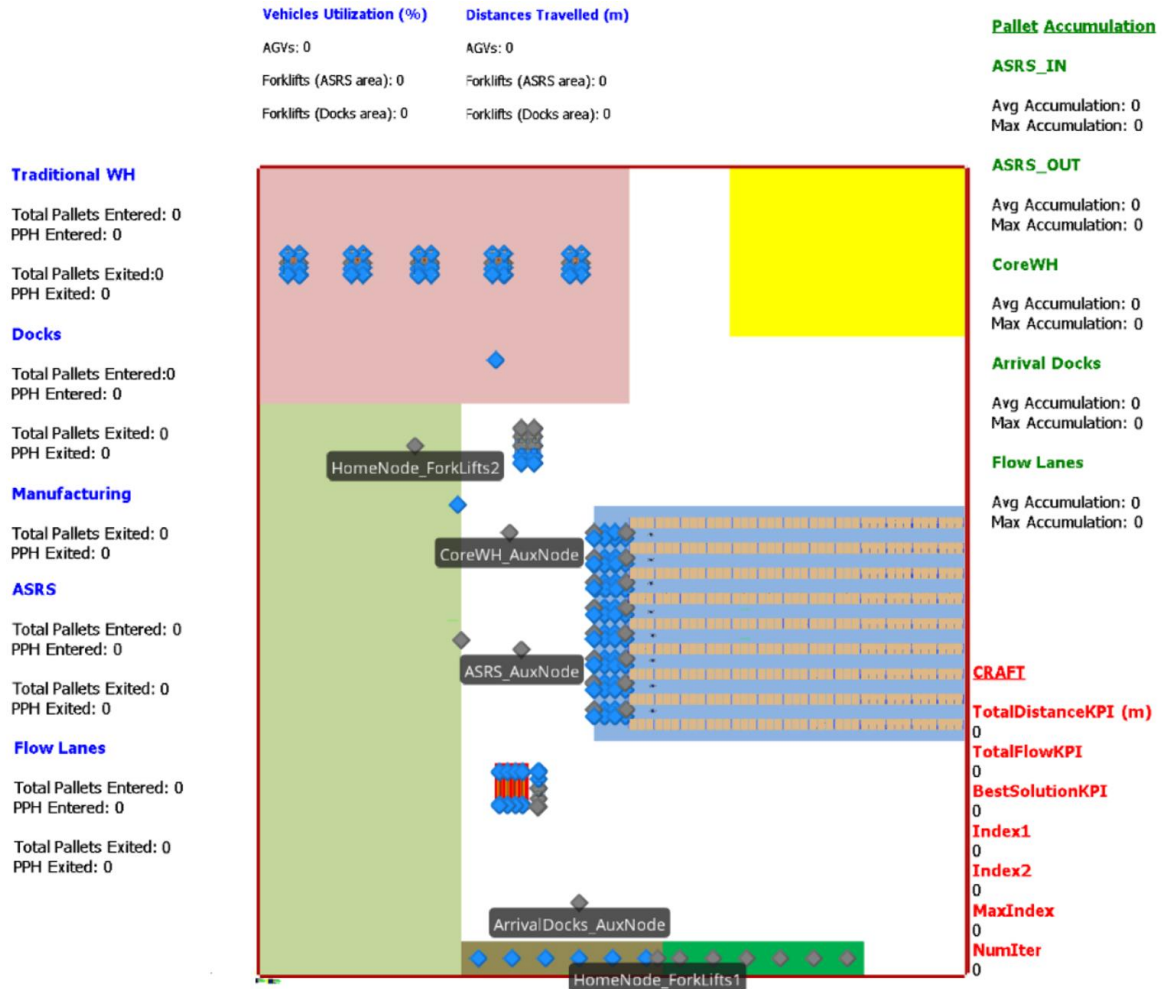 Vehicles Utilization (%)
AGVs: 0
Forklifts (ASRS area): 0
Forklifts (Docks area): 0
Distances Travelled (m)
AGVs: 0
Forklifts (ASRS area): 0
Forklifts (Docks area): 0
Traditional WH
Total Pallets Entered: 0
PPH Entered: 0
Total Pallets Exited:0
PPH Exited: 0
Docks
Total Pallets Entered:0
PPH Entered: 0
Total Pallets Exited: 0
PPH Exited: 0
Manufacturing
Total Pallets Exited: 0
PPH Exited: 0
ASRS
Total Pallets Entered: 0
PPH Entered: 0
Total Pallets Exited: 0
PPH Exited: 0
Flow Lanes
Total Pallets Entered: 0
PPH Entered: 0
Total Pallets Exited: 0
PPH Exited: 0
HomeNode_ForkLifts2
CoreWH_AuxNode
ASRS_AuxNode
ArrivalDocks_AuxNode
HomeNode_ForkLifts1
Pallet Accumulation
ASRS_IN
Avg Accumulation: 0
Max Accumulation: 0
ASRS_OUT
Avg Accumulation: 0
Max Accumulation: 0
CoreWH
Avg Accumulation: 0
Max Accumulation: 0
Arrival Docks
Avg Accumulation: 0
Max Accumulation: 0
Flow Lanes
Avg Accumulation: 0
Max Accumulation: 0
CRAFT
TotalDistanceKPI (m)
0
TotalFlowKPI
0
BestSolutionKPI
0
Index1
0
Index2
0
MaxIndex
0
NumIter
0